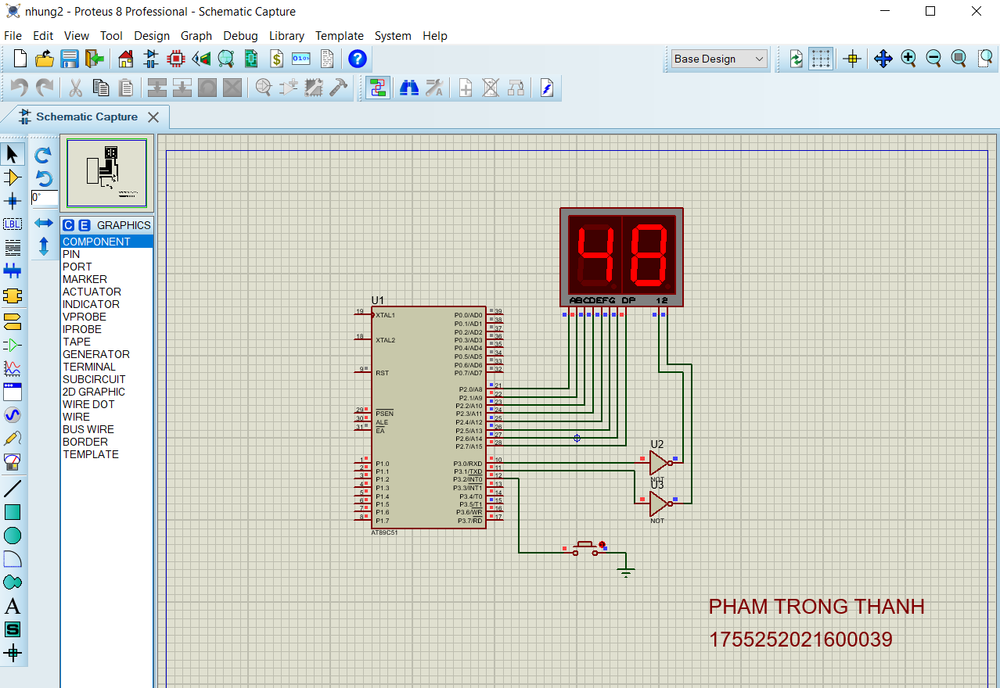 nhung2 - Proteus 8 Professional - Schematic Capture
File Edit View Tool Design Graph Debug Library Template System Help
$
0101
?
Base Design
Schematic Capture
0°
LBL
A
S
C E GRAPHICS
COMPONENT
PIN
PORT
MARKER
ACTUATOR
INDICATOR
VPROBE
IPROBE
TAPE
GENERATOR
TERMINAL
SUBCIRCUIT
2D GRAPHIC
WIRE DOT
WIRE
BUS WIRE
BORDER
TEMPLATE
48
ABCDEFG DP 12
U1
19 XTAL1 P0.0/AD0 39
P0.1/AD1 38
P0.2/AD2 37
18 XTAL2 P0.3/AD3 36
P0.4/AD4 35
P0.5/AD5 34
P0.6/AD6 33
9 RST P0.7/AD7 32
P2.0/A8 21
P2.1/A9 22
P2.2/A10 23
29 PSEN P2.3/A11 24
30 ALE P2.4/A12 25
31 EA P2.5/A13 26
P2.6/A14 27
P2.7/A15 28
1 P1.0 P3.0/RXD 10
2 P1.1 P3.1/TXD 11
3 P1.2 P3.2/INT0 12
4 P1.3 P3.3/INT1 13
5 P1.4 P3.4/T0 14
6 P1.5 P3.5/T1 15
7 P1.6 P3.6/WR 16
8 P1.7 P3.7/RD 17
AT89C51
U2
NOT
U3
NOT
PHAM TRONG THANH
1755252021600039